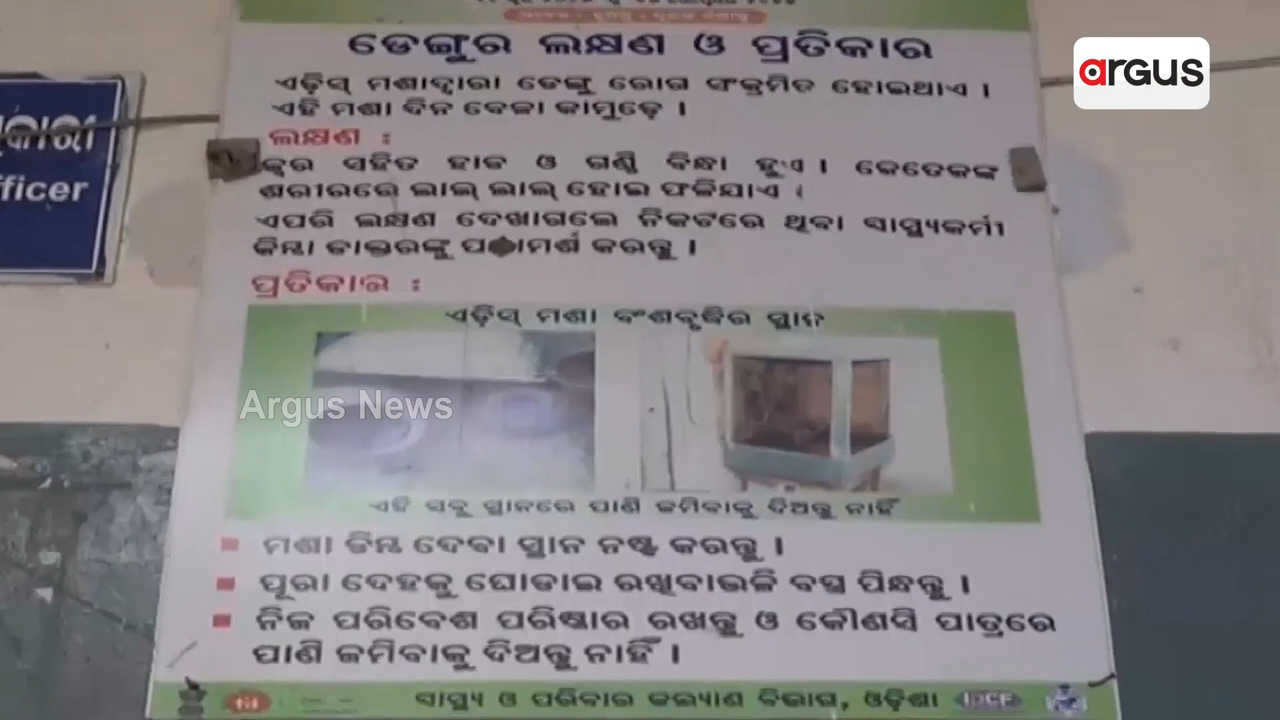 ଡେଙ୍ଗୁର ଲକ୍ଷଣ ଓ ପ୍ରତିକାର
argus
ଏଡ଼ିସ୍ ମଶାଦ୍ୱାରା ଡେଙ୍ଗୁ ରୋଗ ସଂକ୍ରମିତ ହୋଇଥାଏ ।
ଏହି ମଶା ଦିନ ବେଳା କାମୁଡ଼େ ।
କାରୀ
fficer
ଲକ୍ଷଣ :
ଜ୍ୱର ସହିତ ହାଡ ଓ ଗଣ୍ଠି ବିନ୍ଧା ହୁଏ । କେତେକଙ୍କ
ଶରୀରରେ ଲାଲ୍ ଲାଲ୍ ହୋଇ ଫଳିଯାଏ ।
ଏପରି ଲକ୍ଷଣ ଦେଖାଗଲେ ନିକଟରେ ଥିବା ସ୍ୱାସ୍ଥ୍ୟକର୍ମୀ
କିମ୍ୱା ଡାକ୍ତରଙ୍କୁ ପରାମର୍ଶ କରନ୍ତୁ ।
ପ୍ରତିକାର :
ଏଡ଼ିସ୍ ମଶା ବଂଶବୃଦ୍ଧିର ସ୍ଥାନ
Argus News
ଏହି ସବୁ ସ୍ଥାନରେ ପାଣି ଜମିବାକୁ ଦିଅନ୍ତୁ ନାହିଁ
ମଶା ଡିମ୍ବ ଦେବା ସ୍ଥାନ ନଷ୍ଟ କରନ୍ତୁ ।
ପୂରା ଦେହକୁ ଘୋଡାଇ ରଖିବାଭଳି ବସ୍ତ୍ର ପିନ୍ଧନ୍ତୁ ।
ନିଜ ପରିବେଶ ପରିଷ୍କାର ରଖନ୍ତୁ ଓ କୌଣସି ପାତ୍ରରେ
ପାଣି ଜମିବାକୁ ଦିଅନ୍ତୁ ନାହିଁ ।
ସ୍ୱାସ୍ଥ୍ୟ ଓ ପରିବାର କଲ୍ୟାଣ ବିଭାଗ, ଓଡ଼ିଶା